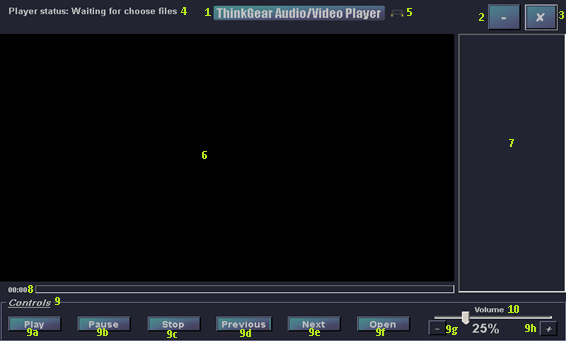 Player status: Waiting for choose files 4 1 ThinkGear Audio/Video Player 5 2 - x 3
6
7
00:00 8
Controls 9
Volume 10
Play Pause Stop Previous Next Open - 9g 25% 9h +
9a 9b 9c 9d 9e 9f